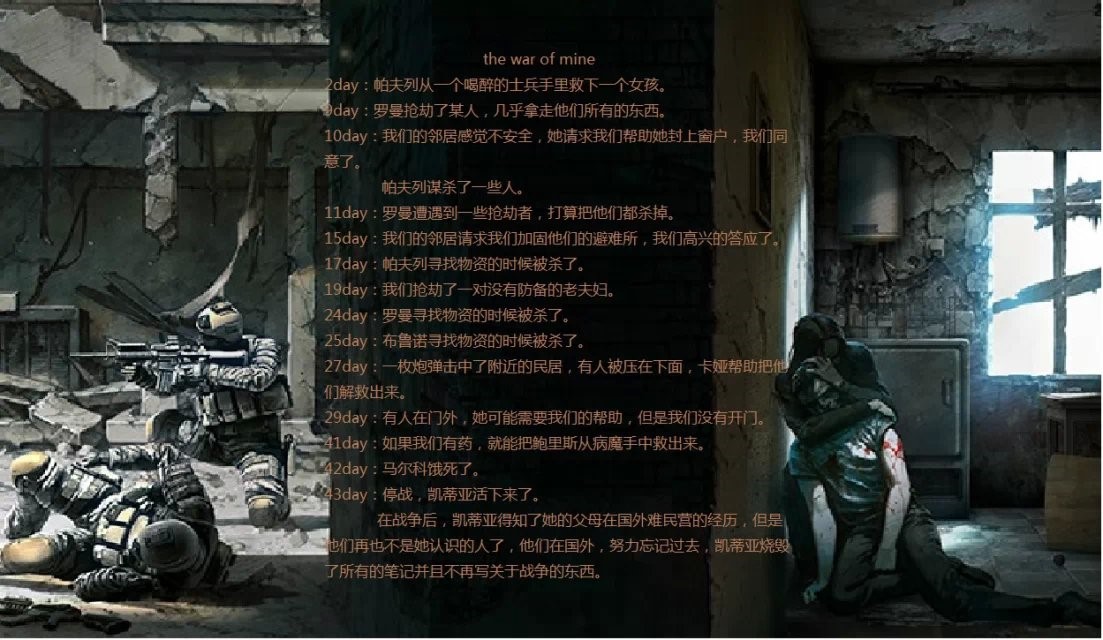 the war of mine
2day：帕夫列从一个喝醉的士兵手里救下一个女孩。
9day：罗曼抢劫了某人，几乎拿走他们所有的东西。
10day：我们的邻居感觉不安全，她请求我们帮助她封上窗户，我们同
意了。
帕夫列谋杀了一些人。
11day：罗曼遭遇到一些抢劫者，打算把他们都杀掉。
15day：我们的邻居请求我们加固他们的避难所，我们高兴的答应了。
17day：帕夫列寻找物资的时候被杀了。
19day：我们抢劫了一对没有防备的老夫妇。
24day：罗曼寻找物资的时候被杀了。
25day：布鲁诺寻找物资的时候被杀了。
27day：一枚炮弹击中了附近的民居，有人被压在下面，卡娅帮助把他
们解救出来。
29day：有人在门外，她可能需要我们的帮助，但是我们没有开门。
41day：如果我们有药，就能把鲍里斯从病魔手中救出来。
42day：马尔科饿死了。
43day：停战，凯蒂亚活下来了。
在战争后，凯蒂亚得知了她的父母在国外难民营的经历，但是
他们再也不是她认识的人了，他们在国外，努力忘记过去，凯蒂亚烧毁
了所有的笔记并且不再写关于战争的东西。